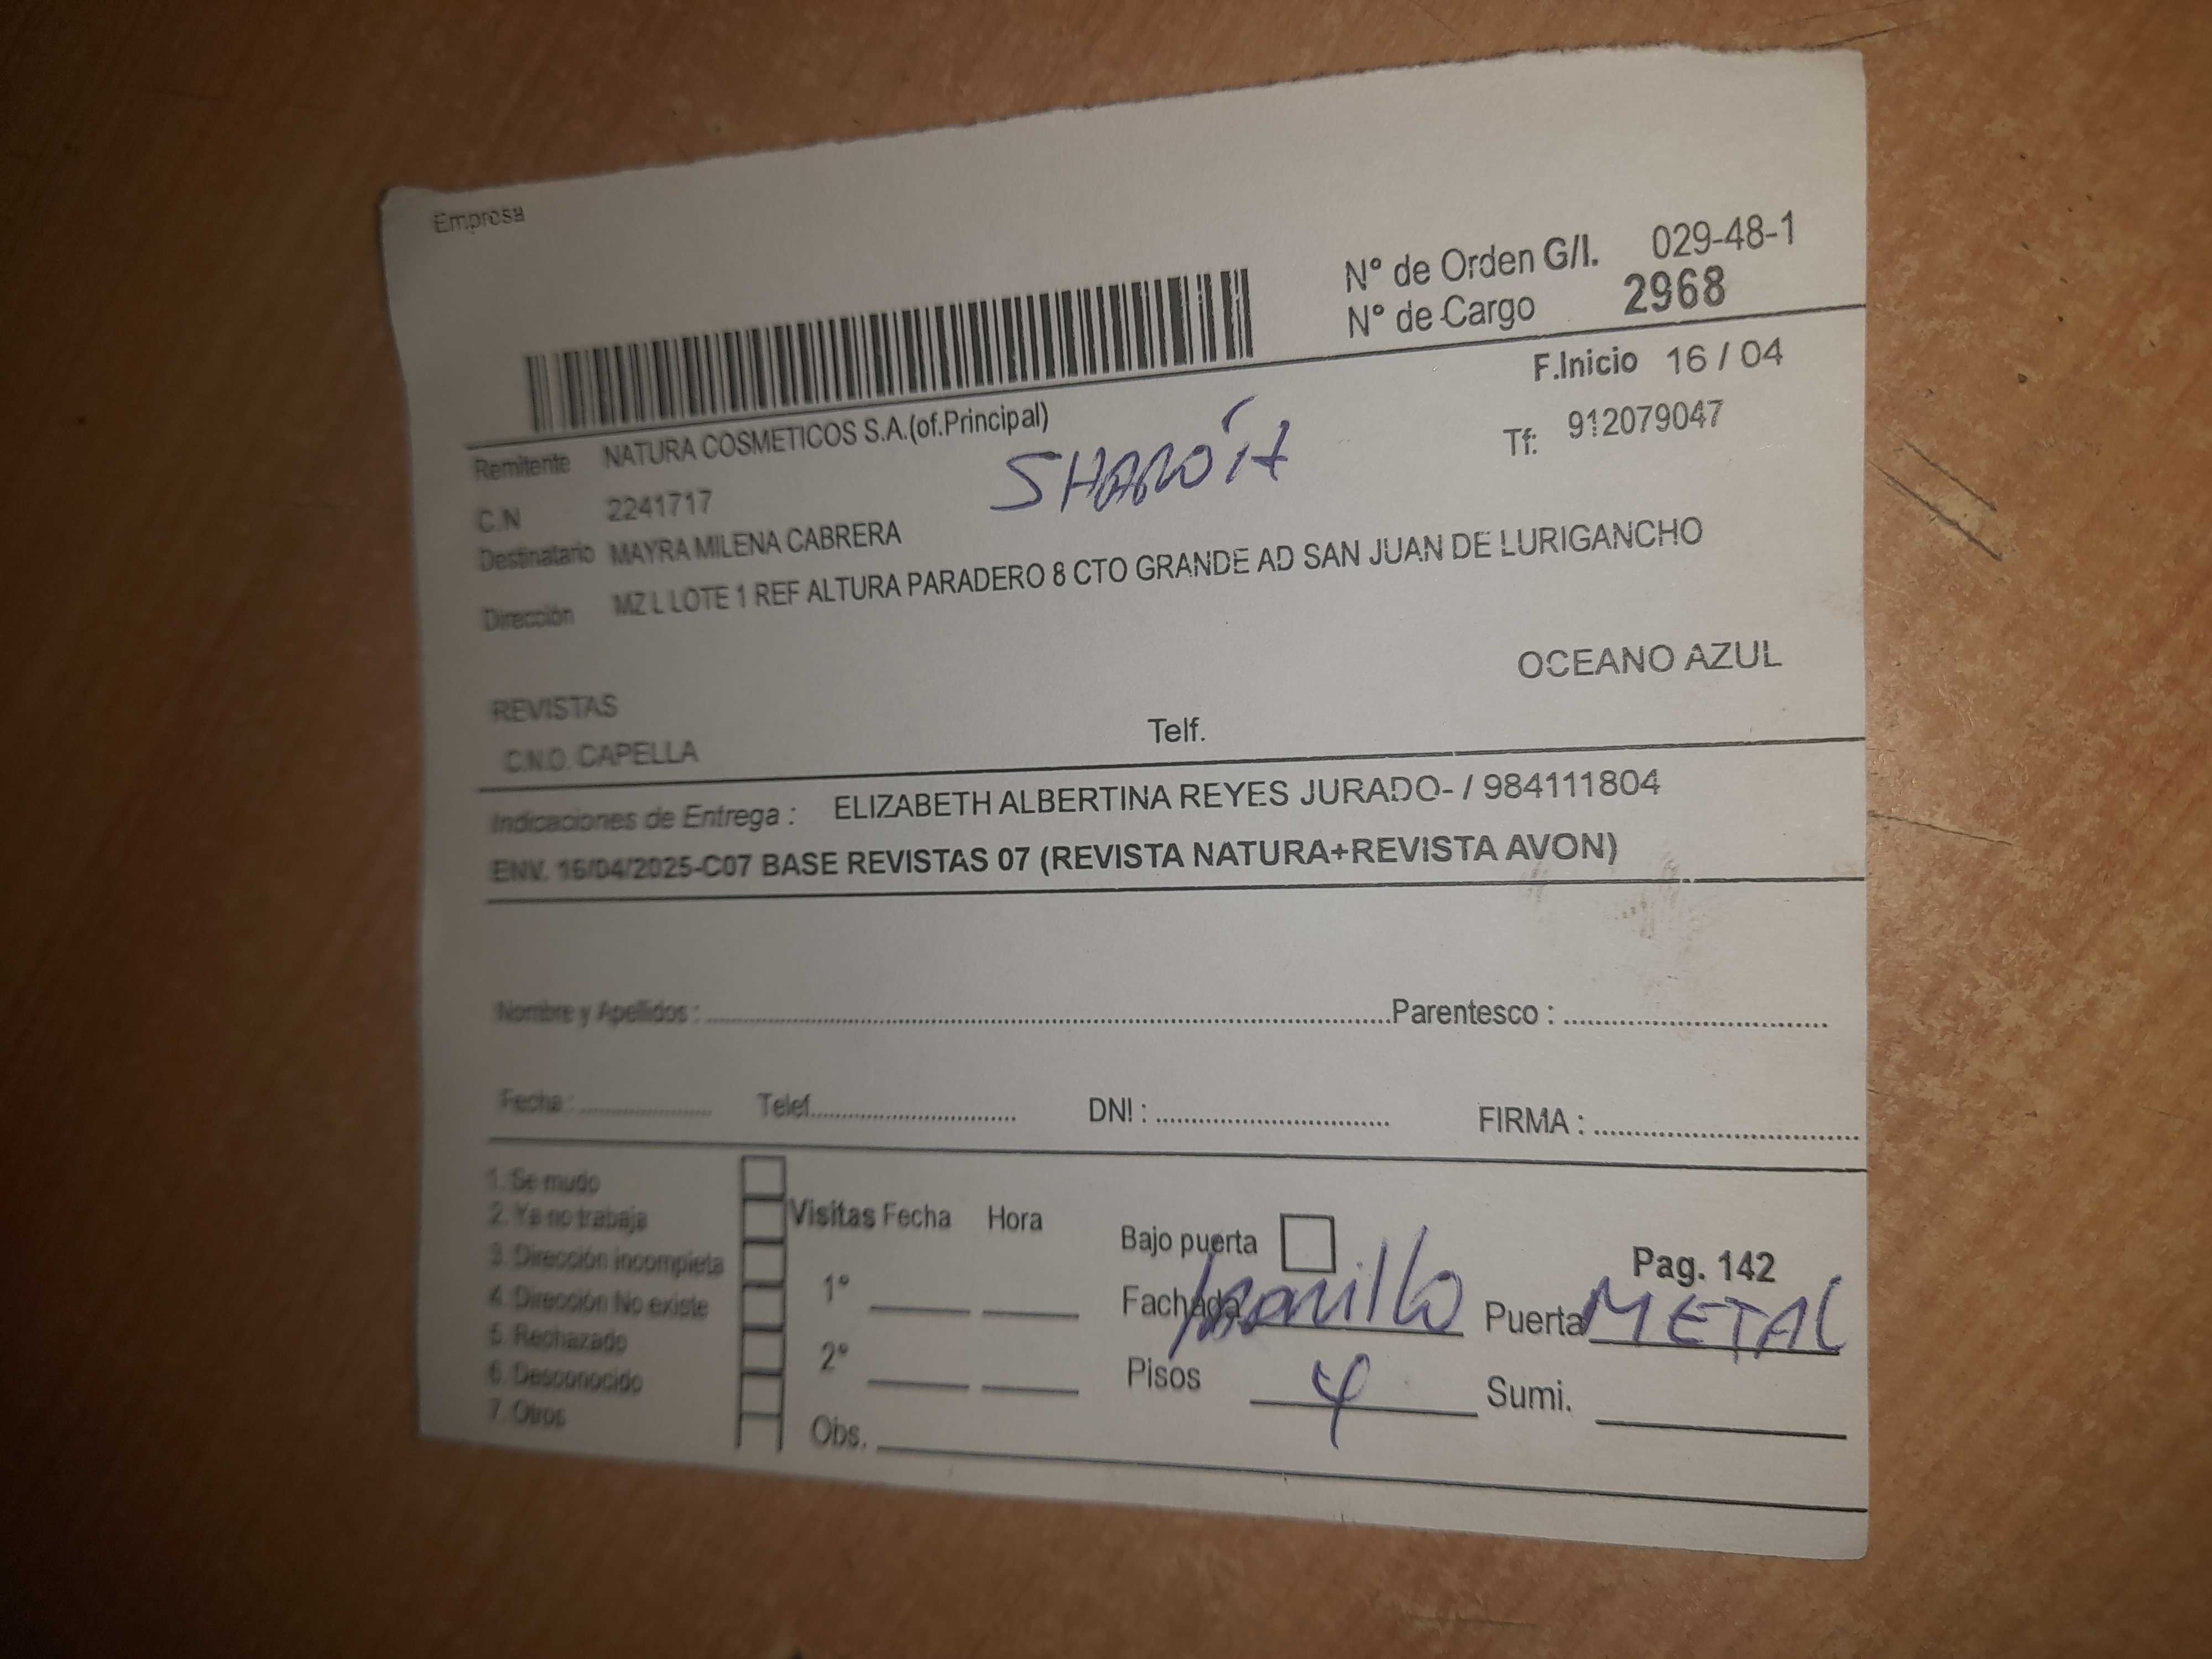 Empresa
N° de Orden G/I. 029-48-1
N° de Cargo 2968
F.Inicio 16 / 04
Remitente NATURA COSMETICOS S.A.(of.Principal)
Tf: 912079047
C.N 2241717
Destinatario MAYRA MILENA CABRERA
Dirección MZ L LOTE 1 REF ALTURA PARADERO 8 CTO GRANDE AD SAN JUAN DE LURIGANCHO
OCEANO AZUL
REVISTAS
Telf.
C.N.O. CAPELLA
Indicaciones de Entrega : ELIZABETH ALBERTINA REYES JURADO- / 984111804
ENV. 16/04/2025-C07 BASE REVISTAS 07 (REVISTA NATURA+REVISTA AVON)
Nombre y Apellidos : Parentesco :
Fecha : Telef. DNI : FIRMA :
1. Se mudo
2. Ya no trabaja
3. Dirección incompleta
4. Dirección No existe
5. Rechazado
6. Desconocido
7. Otros
Visitas Fecha Hora
1°
2°
Obs.
Bajo puerta
Pag. 142
Fachada Puerta METAL
Pisos 4 Sumi.